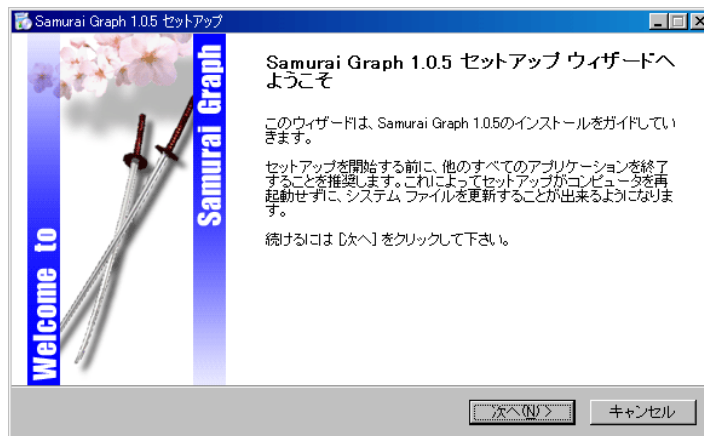 Samurai Graph 1.0.5 セットアップ
Welcome to
Samurai Graph
Samurai Graph 1.0.5 セットアップ ウィザードへ
ようこそ
このウィザードは、Samurai Graph 1.0.5のインストールをガイドしてい
きます。
セットアップを開始する前に、他のすべてのアプリケーションを終了
することを推奨します。これによってセットアップがコンピュータを再
起動せずに、システム ファイルを更新することが出来るようになりま
す。
続けるには [次へ] をクリックして下さい。
次へ(N) >
キャンセル